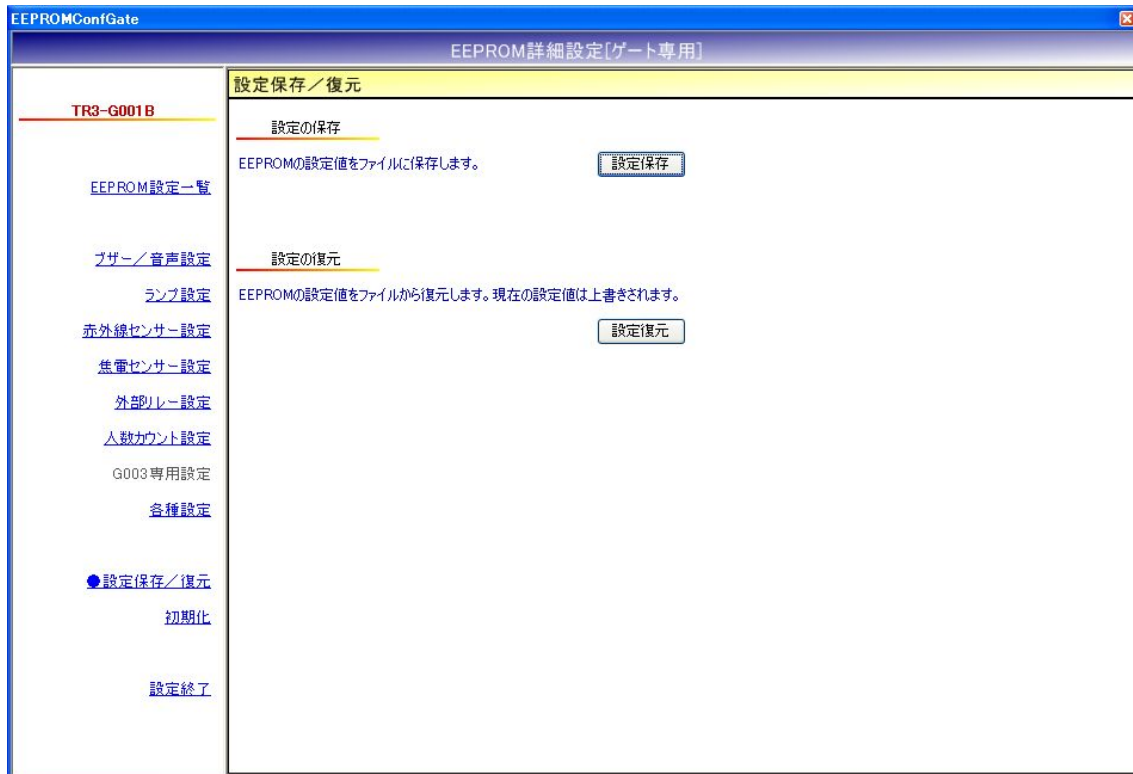 EEPROMConfGate
EEPROM詳細設定[ゲート専用]
TR3-G001B
EEPROM設定一覧
ブザー／音声設定
ランプ設定
赤外線センサー設定
焦電センサー設定
外部リレー設定
人数カウント設定
G003専用設定
各種設定
●設定保存／復元
初期化
設定終了
設定保存／復元
設定の保存
EEPROMの設定値をファイルに保存します。
設定保存
設定の復元
EEPROMの設定値をファイルから復元します。現在の設定値は上書きされます。
設定復元